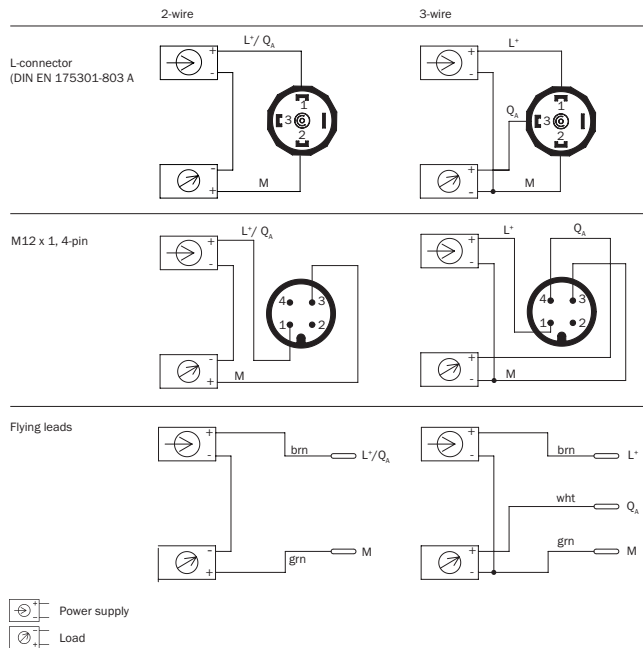 2-wire 3-wire
L-connector
(DIN EN 175301-803 A
+ L+/ QA
-
1
3
2
-
+ M
+ L+
-
QA
1
3
2
+
- M
M12 x 1, 4-pin
+ L+/ QA
-
4 3
1 2
-
+ M
+ L+ QA
-
4 3
1 2
+
- M
Flying leads
+
- brn L+/QA
-
+ grn M
+
- brn L+
wht QA
+ grn M
-
+
- Power supply
-
+ Load